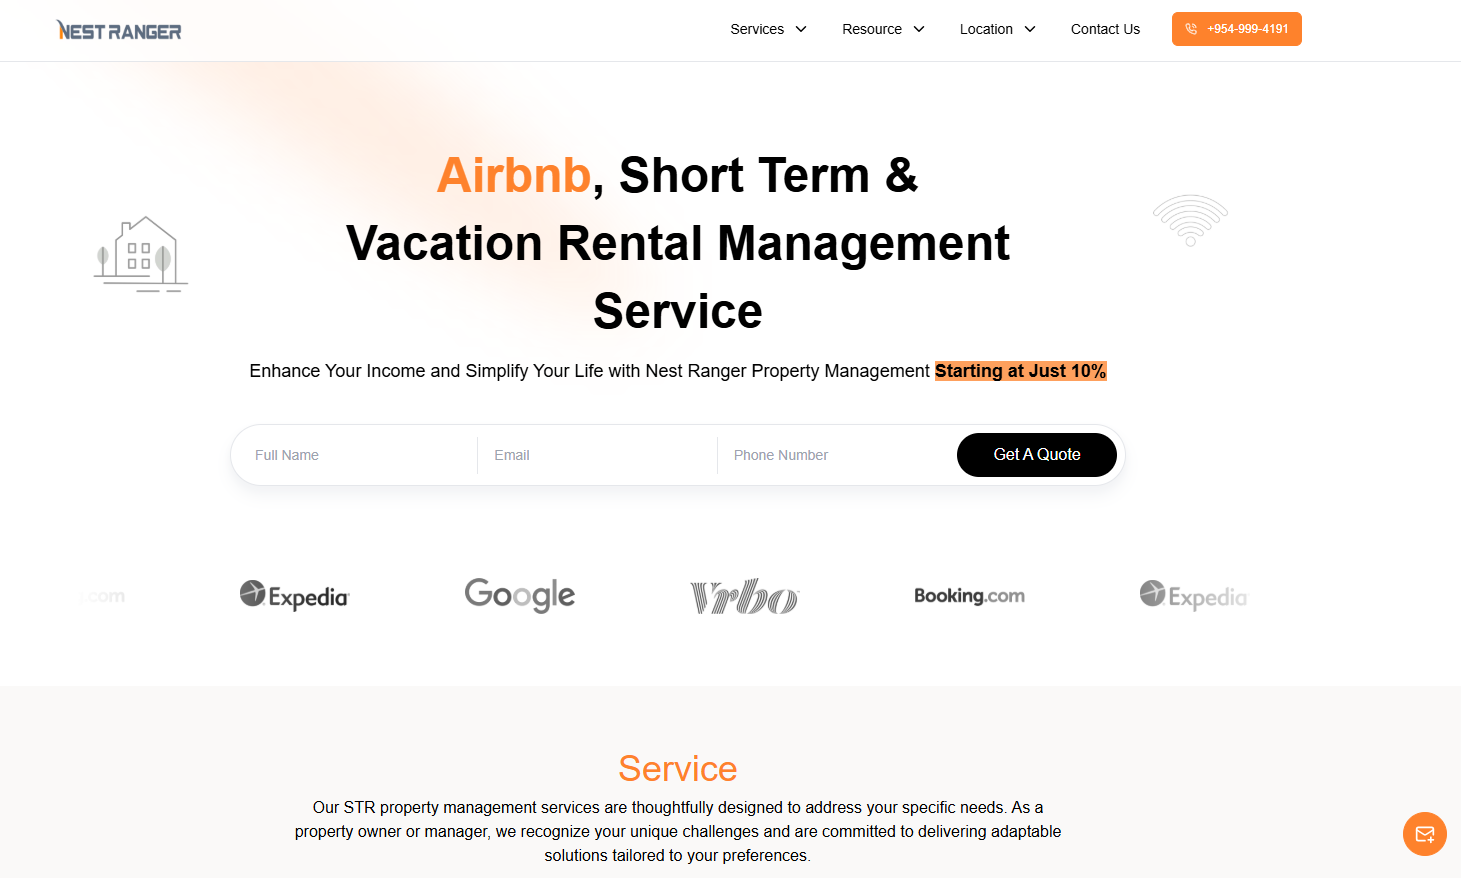 NEST RANGER
Services
Resource
Location
Contact Us
+954-999-4191
Airbnb, Short Term &
Vacation Rental Management
Service
Enhance Your Income and Simplify Your Life with Nest Ranger Property Management Starting at Just 10%
Full Name
Email
Phone Number
Get A Quote
.com
Expedia
Google
Vrbo
Booking.com
Expedia
Service
Our STR property management services are thoughtfully designed to address your specific needs. As a
property owner or manager, we recognize your unique challenges and are committed to delivering adaptable
solutions tailored to your preferences.